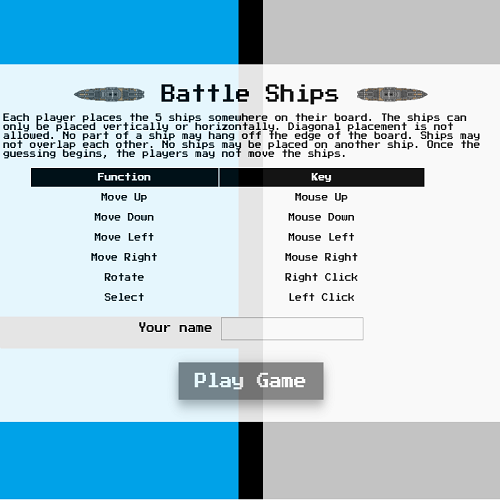 Battle Ships
Each player places the 5 ships somewhere on their board. The ships can
only be placed vertically or horizontally. Diagonal placement is not
allowed. No part of a ship may hang off the edge of the board. Ships may
not overlap each other. No ships may be placed on another ship. Once the
guessing begins, the players may not move the ships.
Function Key
Move Up Mouse Up
Move Down Mouse Down
Move Left Mouse Left
Move Right Mouse Right
Rotate Right Click
Select Left Click
Your name
Play Game